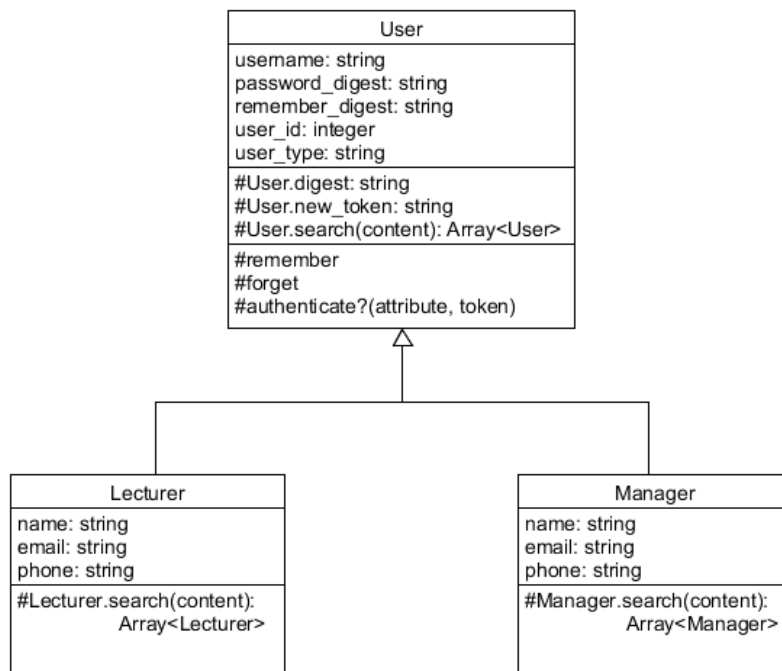 User
username: string
password_digest: string
remember_digest: string
user_id: integer
user_type: string
#User.digest: string
#User.new_token: string
#User.search(content): Array<User>
#remember
#forget
#authenticate?(attribute, token)
Lecturer
name: string
email: string
phone: string
#Lecturer.search(content):
Array<Lecturer>
Manager
name: string
email: string
phone: string
#Manager.search(content):
Array<Manager>